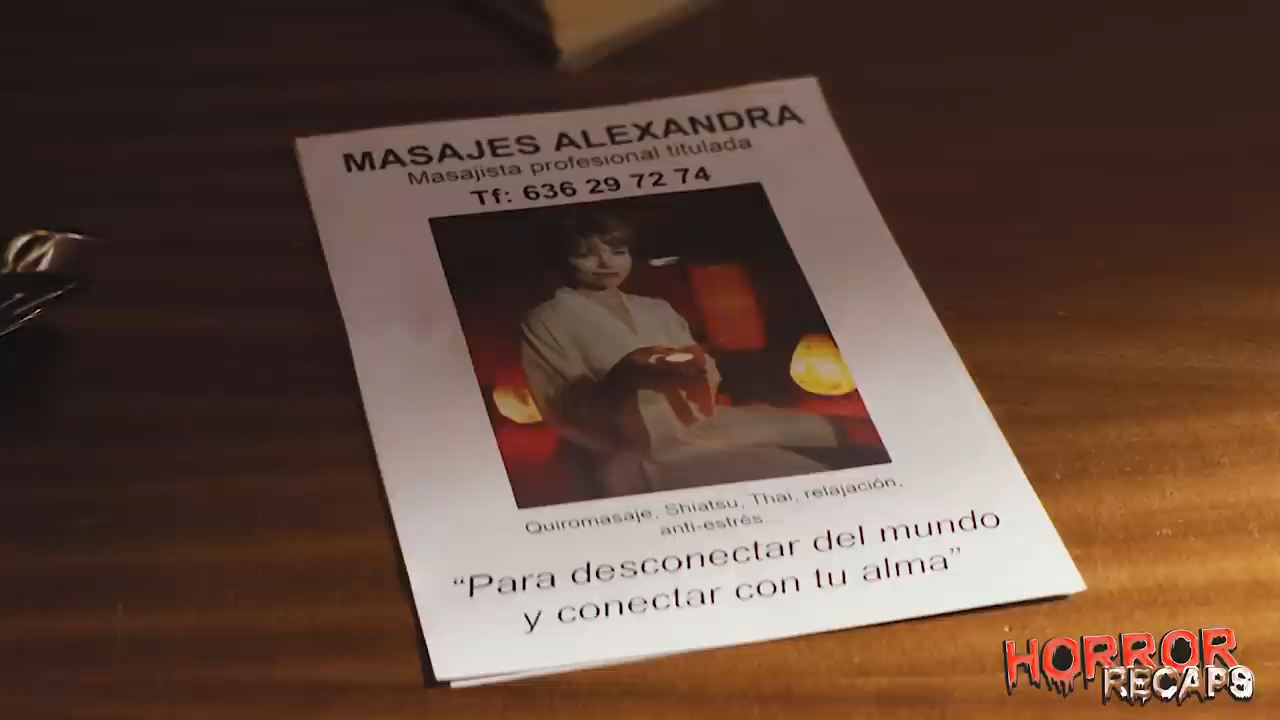 MASAJES ALEXANDRA
Masajista profesional titulada
Tf: 636 29 72 74
Quiromasaje, Shiatsu, Thai, relajación,
anti-estrés...
“Para desconectar del mundo
y conectar con tu alma”
HORROR
RECAPS